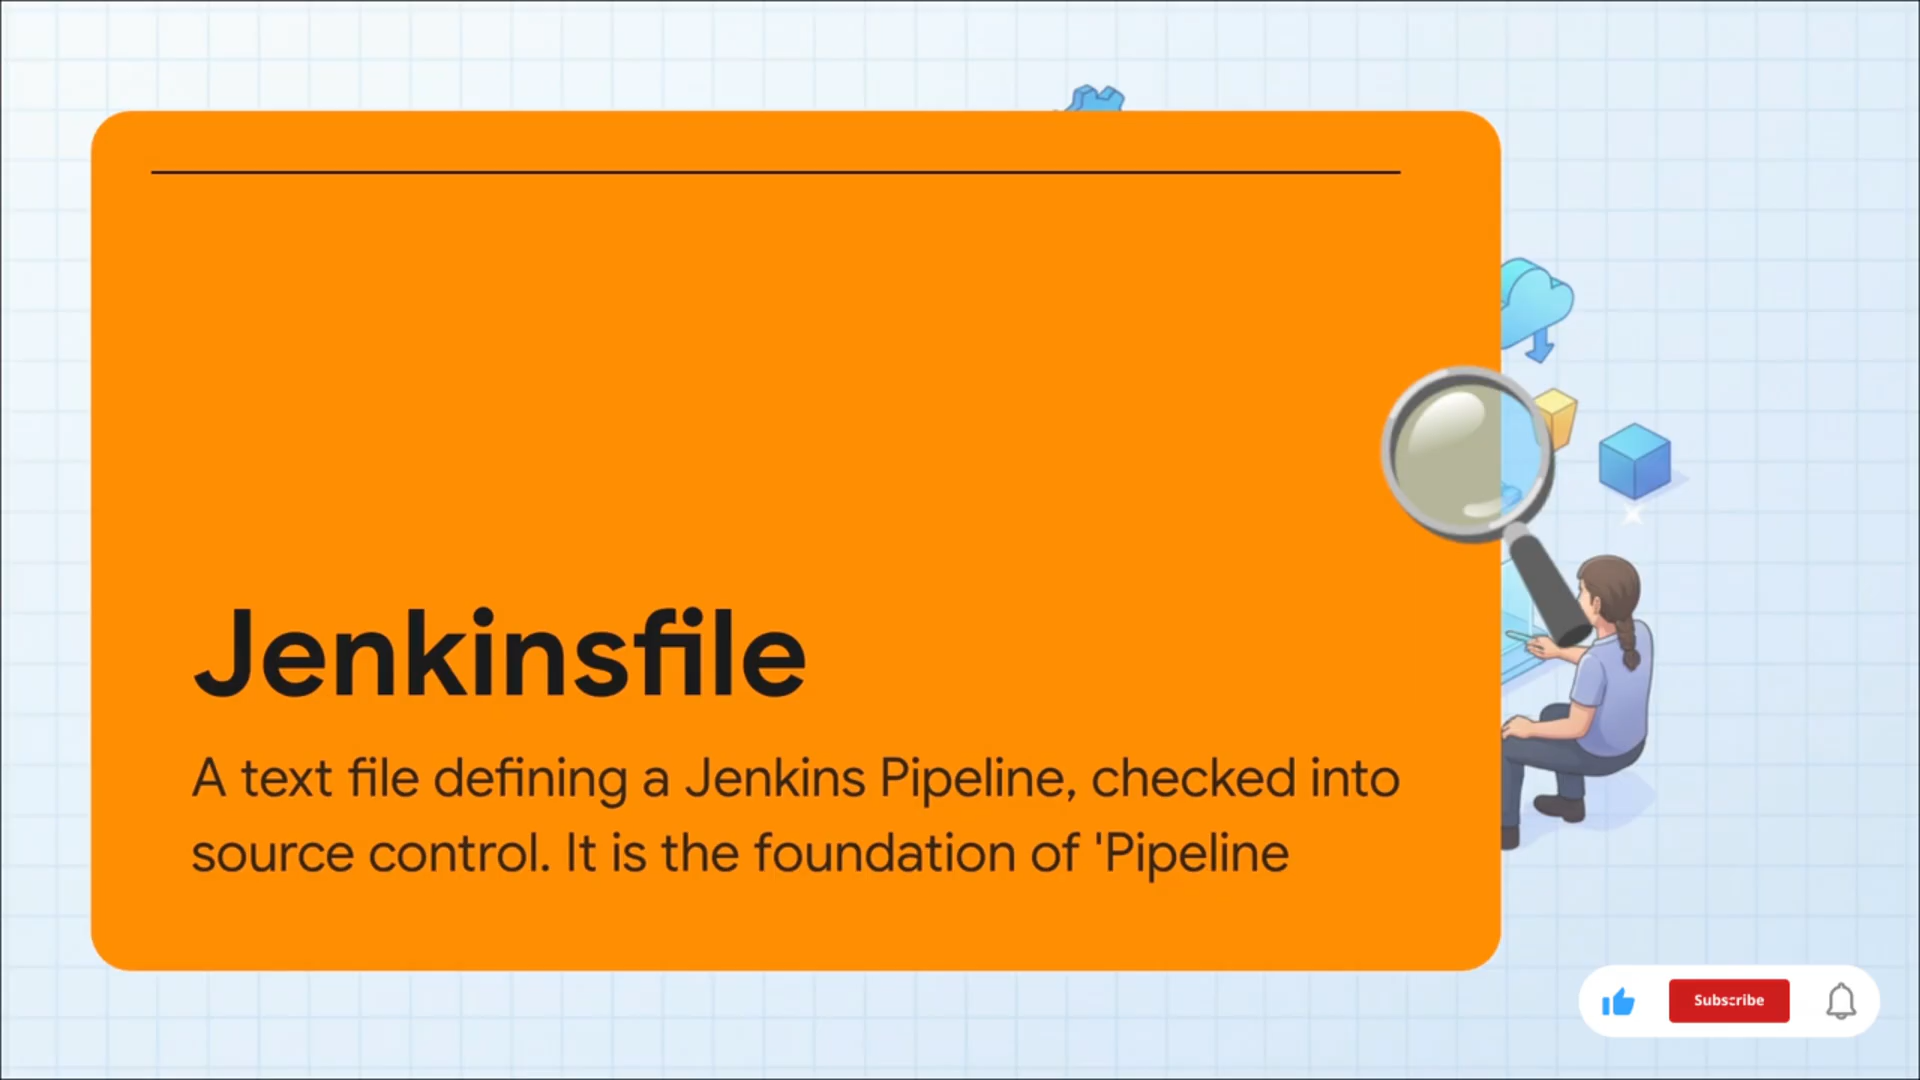 Jenkinsfile
A text file defining a Jenkins Pipeline, checked into
source control. It is the foundation of 'Pipeline
Subscribe